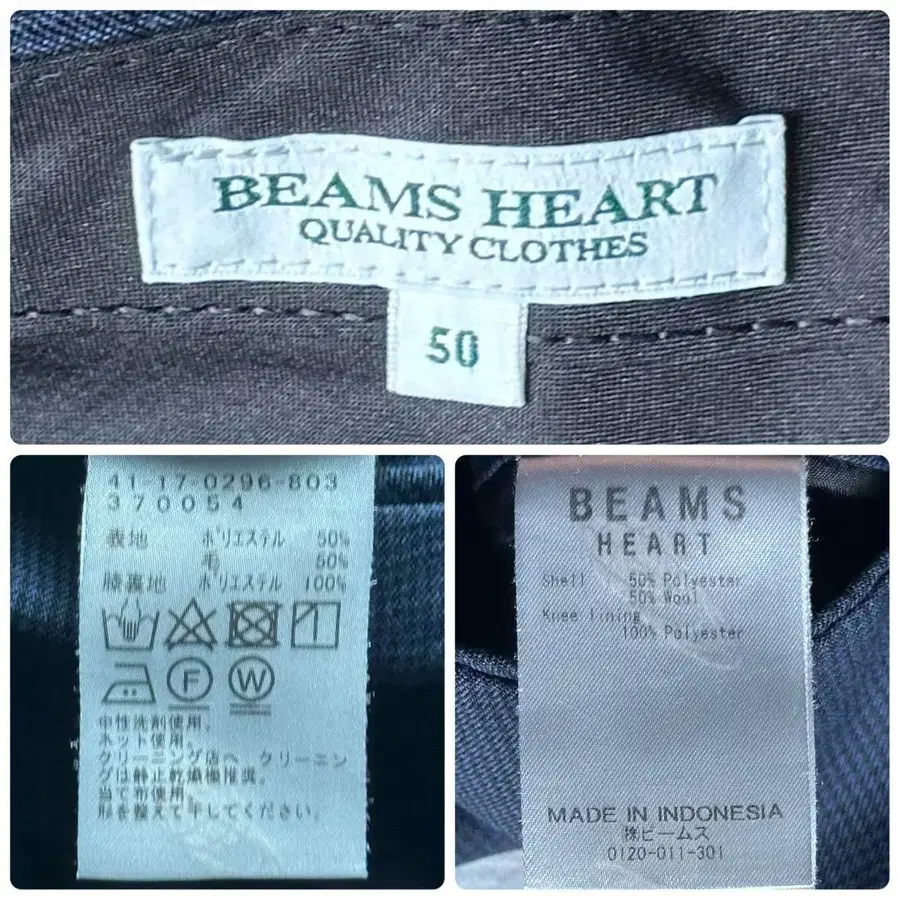 BEAMS HEART
QUALITY CLOTHES
50
41-17-0296-803
370054
表地 ポリエステル 50%
毛 50%
膝裏地 ポリエステル 100%
F W
中性洗剤使用。
ネット使用。
クリーニング店へ クリーニン
グは静止乾燥機推奨。
当て布使用。
形を整えて干してください。
BEAMS
HEART
Shell 50% Polyester
50% Wool
Knee lining
100% Polyester
MADE IN INDONESIA
㈱ビームス
0120-011-301